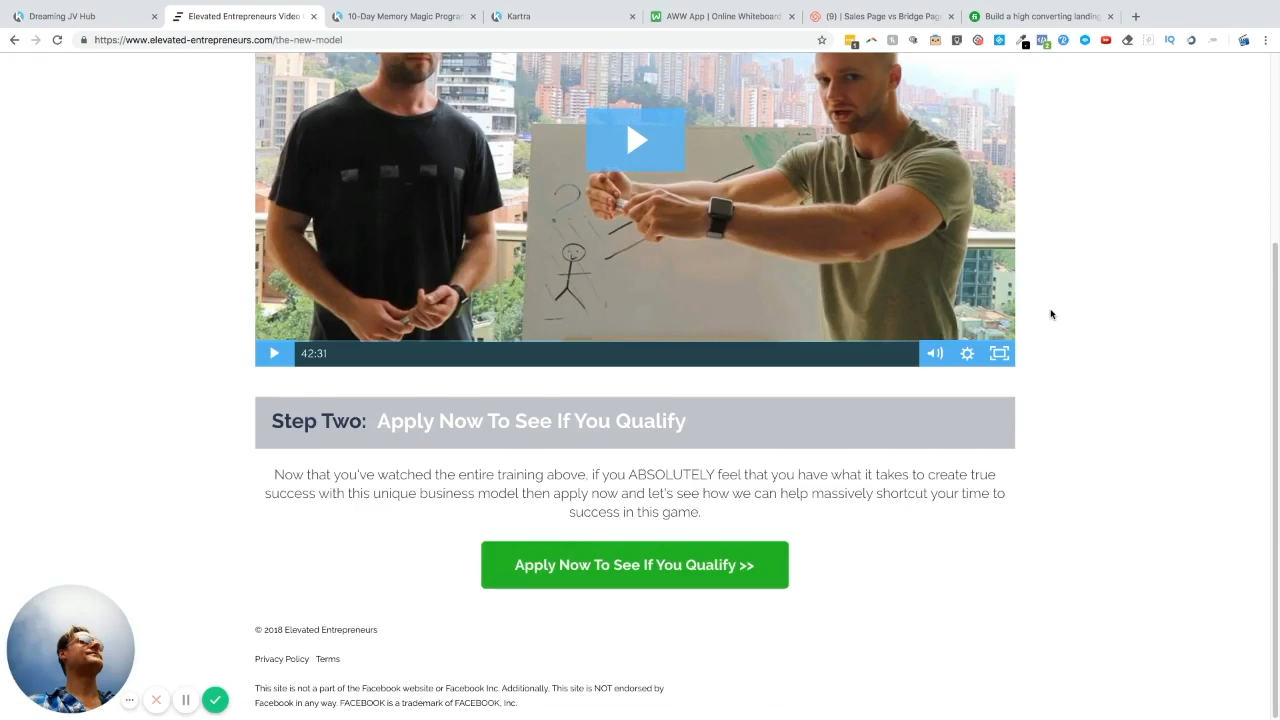 Dreaming JV Hub
Elevated Entrepreneurs Video
10-Day Memory Magic Program
Kartra
AWW App | Online Whiteboard
(9) | Sales Page vs Bridge Page
Build a high converting landing
https://www.elevated-entrepreneurs.com/the-new-model
1
2
IQ
?
42:31
Step Two: Apply Now To See If You Qualify
Now that you've watched the entire training above, if you ABSOLUTELY feel that you have what it takes to create true
success with this unique business model then apply now and let's see how we can help massively shortcut your time to
success in this game.
Apply Now To See If You Qualify >>
© 2018 Elevated Entrepreneurs
Privacy Policy Terms
This site is not a part of the Facebook website or Facebook Inc. Additionally, This site is NOT endorsed by
Facebook in any way. FACEBOOK is a trademark of FACEBOOK, Inc.